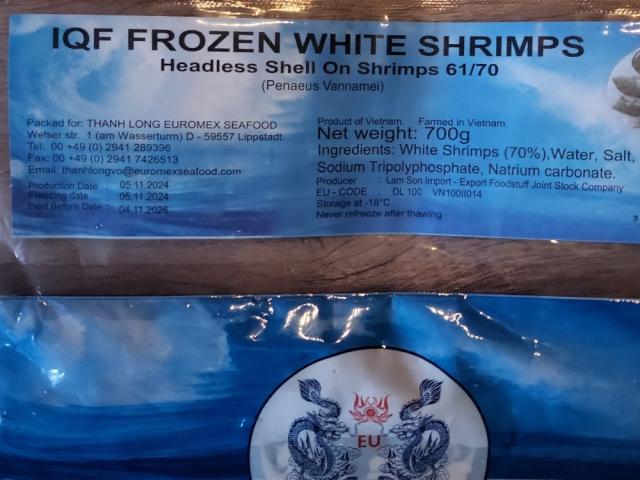 IQF FROZEN WHITE SHRIMPS
Headless Shell On Shrimps 61/70
(Penaeus Vannamei)
Packed for: THANH LONG EUROMEX SEAFOOD
Welser str. 1 (am Wasserturm) D - 59557 Lippstadt.
Tel: 00 +49 (0) 2941 289396
Fax: 00 +49 (0) 2941 7426513
Email: thanhlongvo@euromexseafood.com
Production Date : 05.11.2024
Freezing date : 05.11.2024
Best Before Date : 04.11.2026
Product of Vietnam. Farmed in Vietnam.
Net weight: 700g
Ingredients: White Shrimps (70%),Water, Salt,
Sodium Tripolyphosphate, Natrium carbonate.
Producer : Lam Son Import - Export Foodstuff Joint Stock Company
EU - CODE : DL 100 VN100II014
Storage at -18°C
Never refreeze after thawing
3
EU